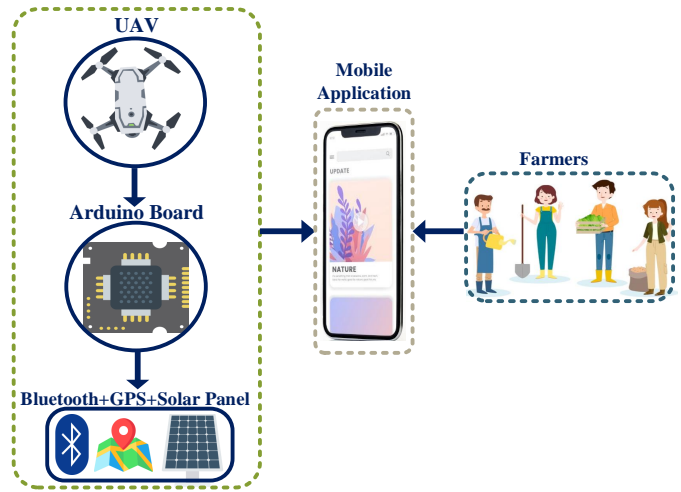 UAV
Arduino Board
Bluetooth+GPS+Solar Panel
Mobile
Application
UPDATE
NATURE
Farmers